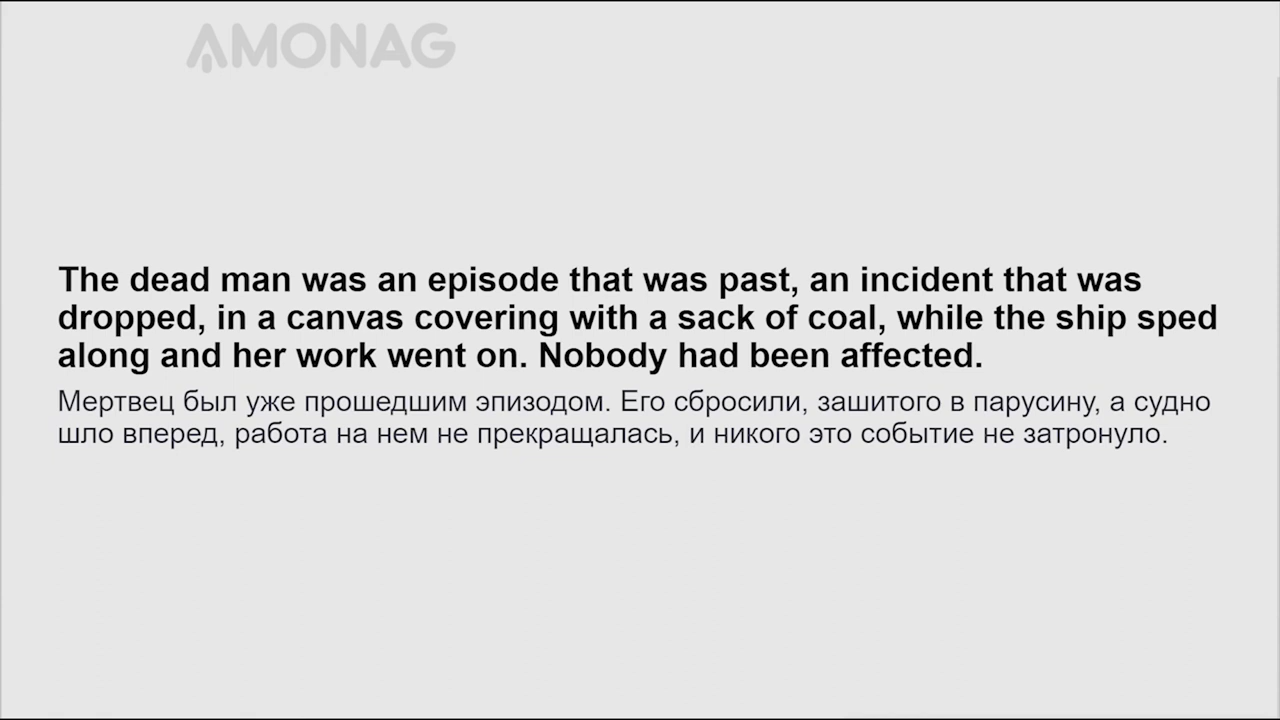 AMONAG
The dead man was an episode that was past, an incident that was
dropped, in a canvas covering with a sack of coal, while the ship sped
along and her work went on. Nobody had been affected.
Мертвец был уже прошедшим эпизодом. Его сбросили, зашитого в парусину, а судно
шло вперед, работа на нем не прекращалась, и никого это событие не затронуло.